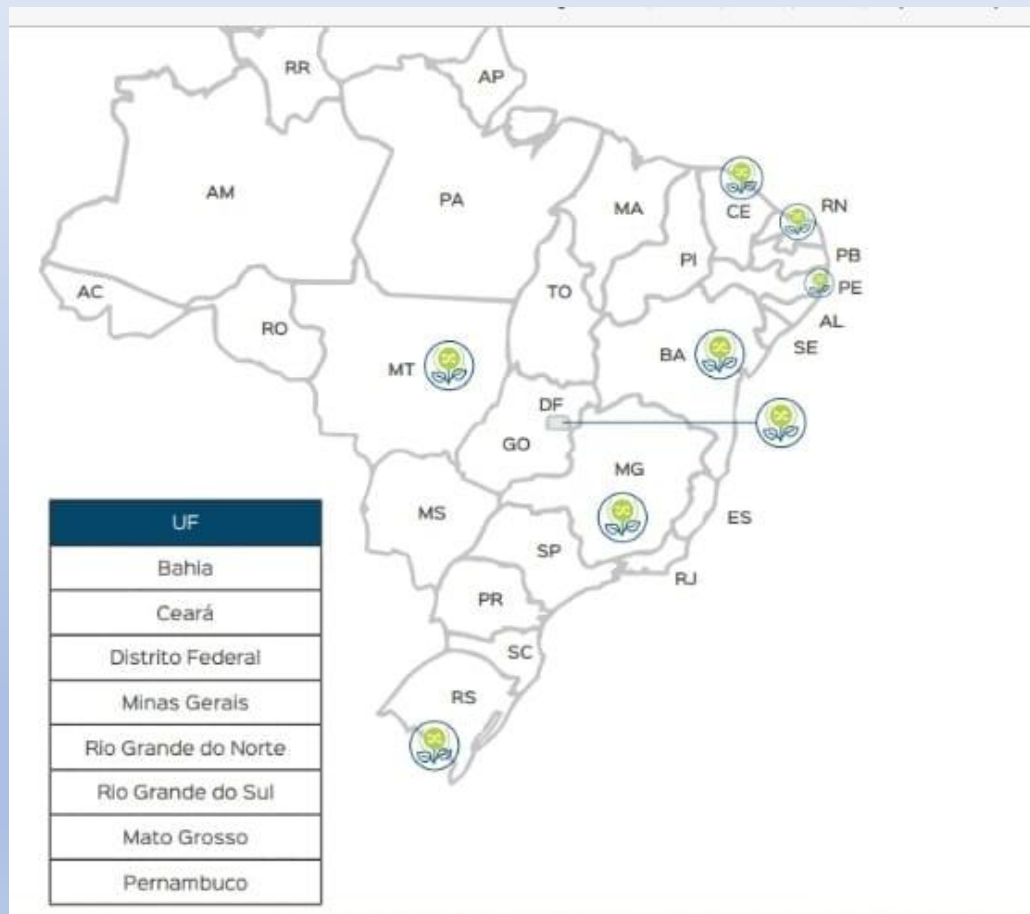 RR
AP
AM
PA
MA
CE
RN
PI
PB
PE
AC
TO
AL
RO
SE
BA
MT
DF
GO
MG
MS
ES
SP
RJ
PR
SC
RS
UF
Bahia
Ceará
Distrito Federal
Minas Gerais
Rio Grande do Norte
Rio Grande do Sul
Mato Grosso
Pernambuco